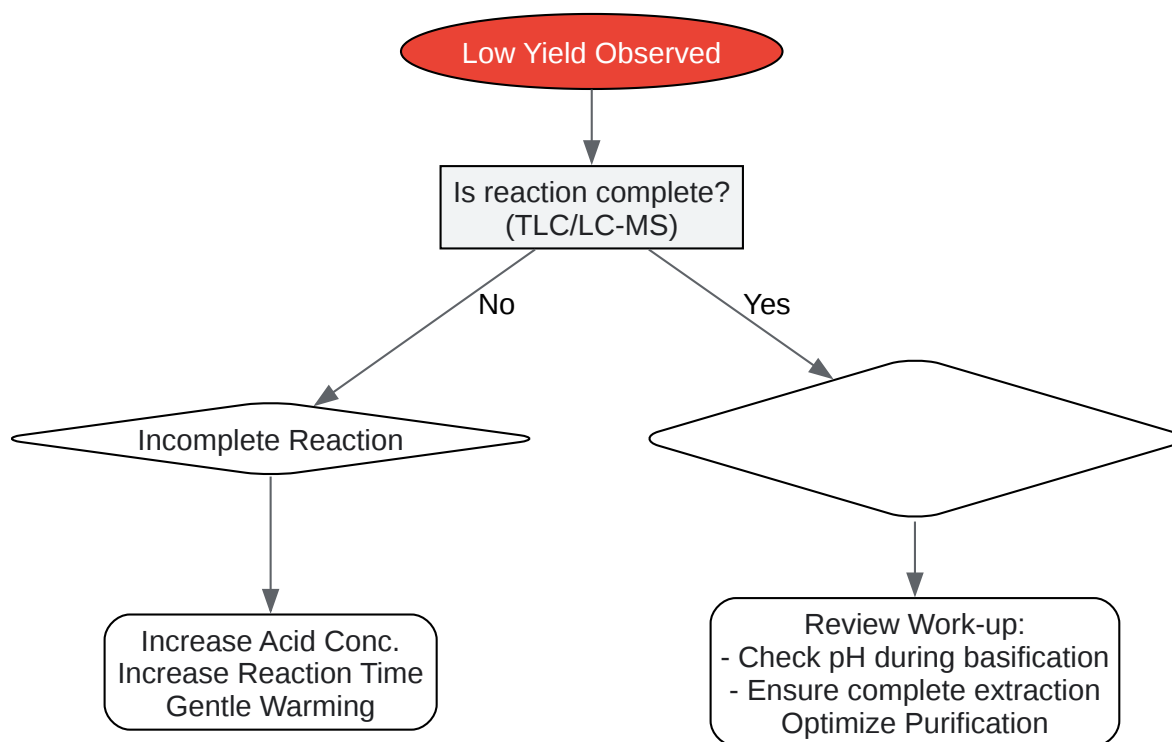 Low Yield Observed
Is reaction complete?
(TLC/LC-MS)
No
Yes
Incomplete Reaction
Increase Acid Conc.
Increase Reaction Time
Gentle Warming
Review Work-up:
- Check pH during basification
- Ensure complete extraction
Optimize Purification